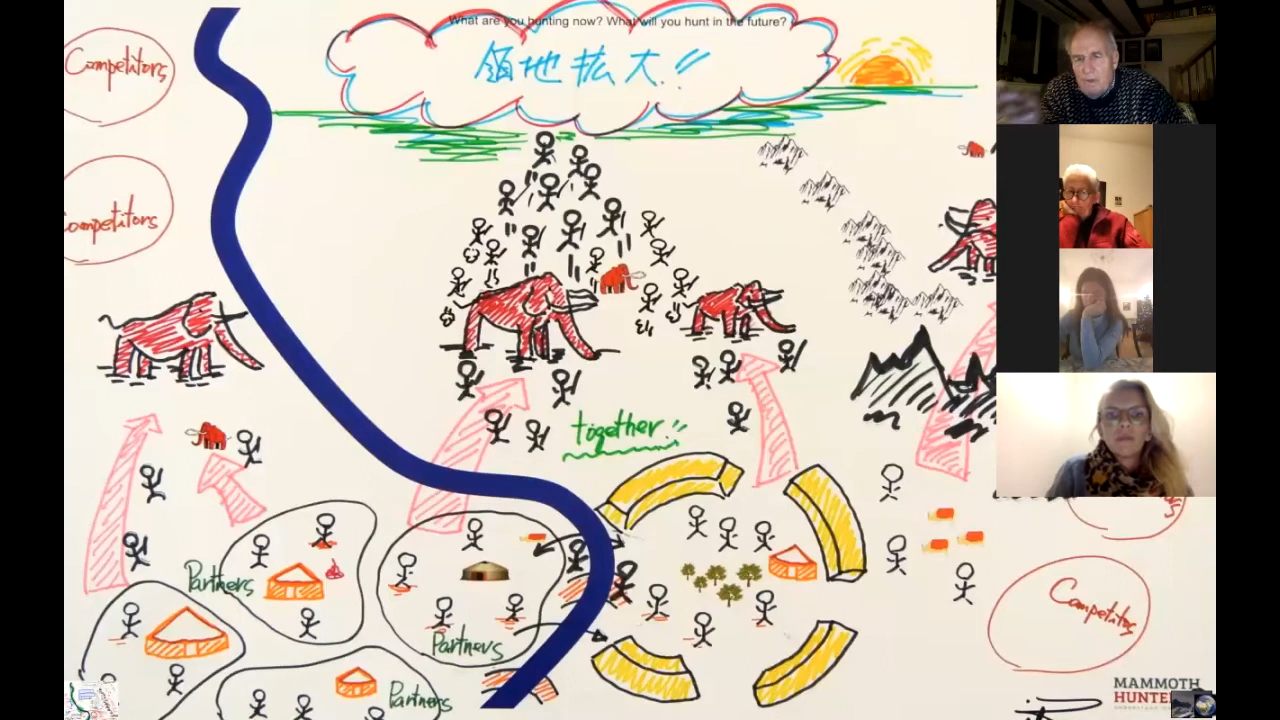 What are you hunting now? What will you hunt in the future?
領地拡大!!
Competitors
Competitors
together!!
Partners
Partners
Partners
Competitors
MAMMOTH
HUNTE